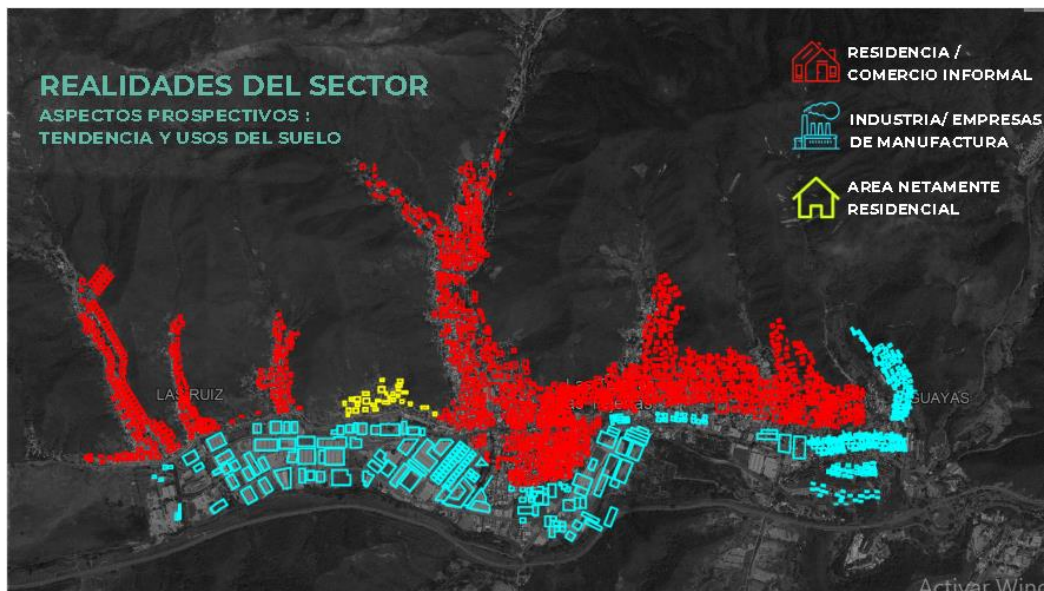 REALIDADES DEL SECTOR
ASPECTOS PROSPECTIVOS :
TENDENCIA Y USOS DEL SUELO
RESIDENCIA /
COMERCIO INFORMAL
INDUSTRIA/ EMPRESAS
DE MANUFACTURA
AREA NETAMENTE
RESIDENCIAL
LAS RUIZ
GUAYAS
Activar Wind